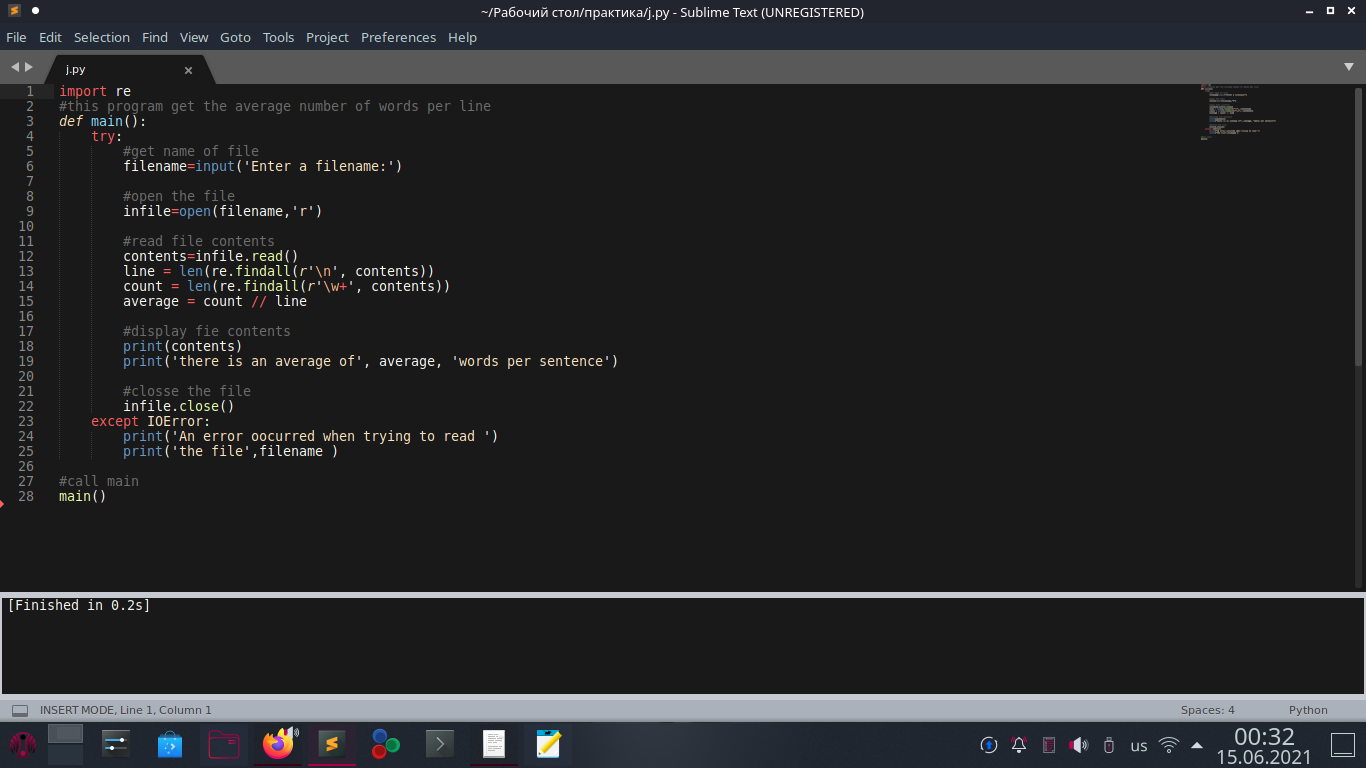 ~/Рабочий стол/практика/j.py - Sublime Text (UNREGISTERED)
File Edit Selection Find View Goto Tools Project Preferences Help
j.py
1 import re
2 #this program get the average number of words per line
3 def main():
4     try:
5         #get name of file
6         filename=input('Enter a filename:')
7
8         #open the file
9         infile=open(filename,'r')
10
11         #read file contents
12         contents=infile.read()
13         line = len(re.findall(r'\n', contents))
14         count = len(re.findall(r'\w+', contents))
15         average = count // line
16
17         #display fie contents
18         print(contents)
19         print('there is an average of', average, 'words per sentence')
20
21         #closse the file
22         infile.close()
23     except IOError:
24         print('An error oocurred when trying to read ')
25         print('the file',filename )
26
27 #call main
28 main()
[Finished in 0.2s]
INSERT MODE, Line 1, Column 1 Spaces: 4 Python
us 00:32
15.06.2021